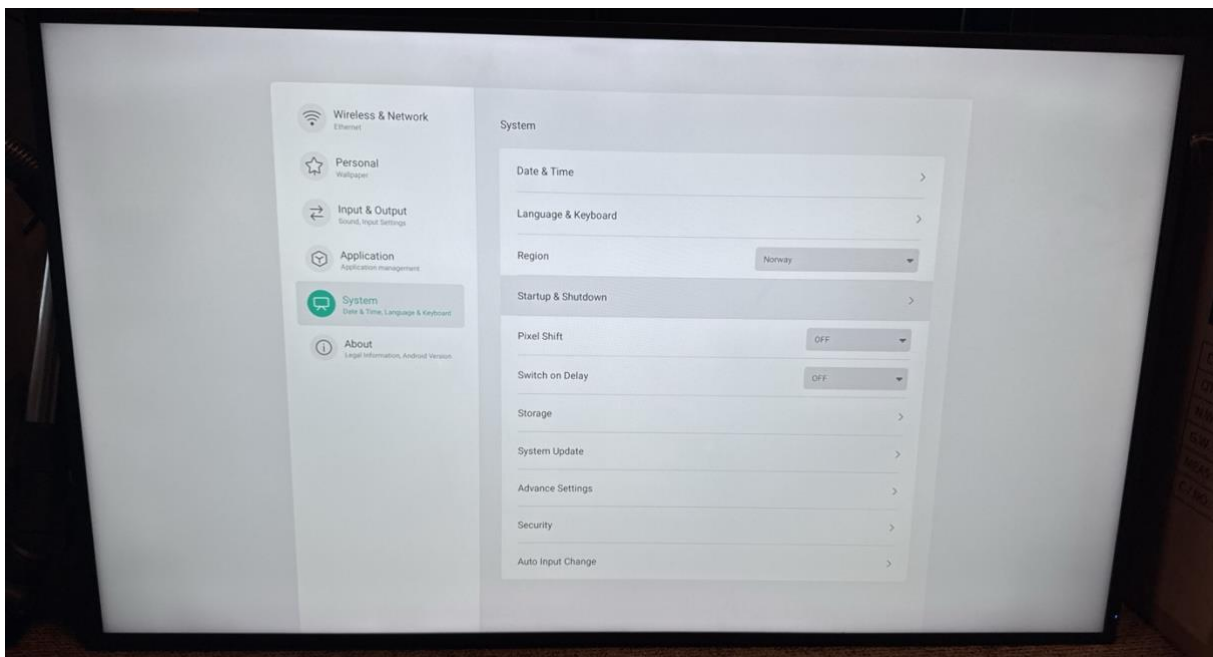 Wireless & Network
Ethernet
Personal
Wallpaper
Input & Output
Sound, Input Settings
Application
Application management
System
Date & Time, Language & Keyboard
About
Legal Information, Android Version
System
Date & Time
Language & Keyboard
Region
Norway
Startup & Shutdown
Pixel Shift
OFF
Switch on Delay
OFF
Storage
System Update
Advance Settings
Security
Auto Input Change